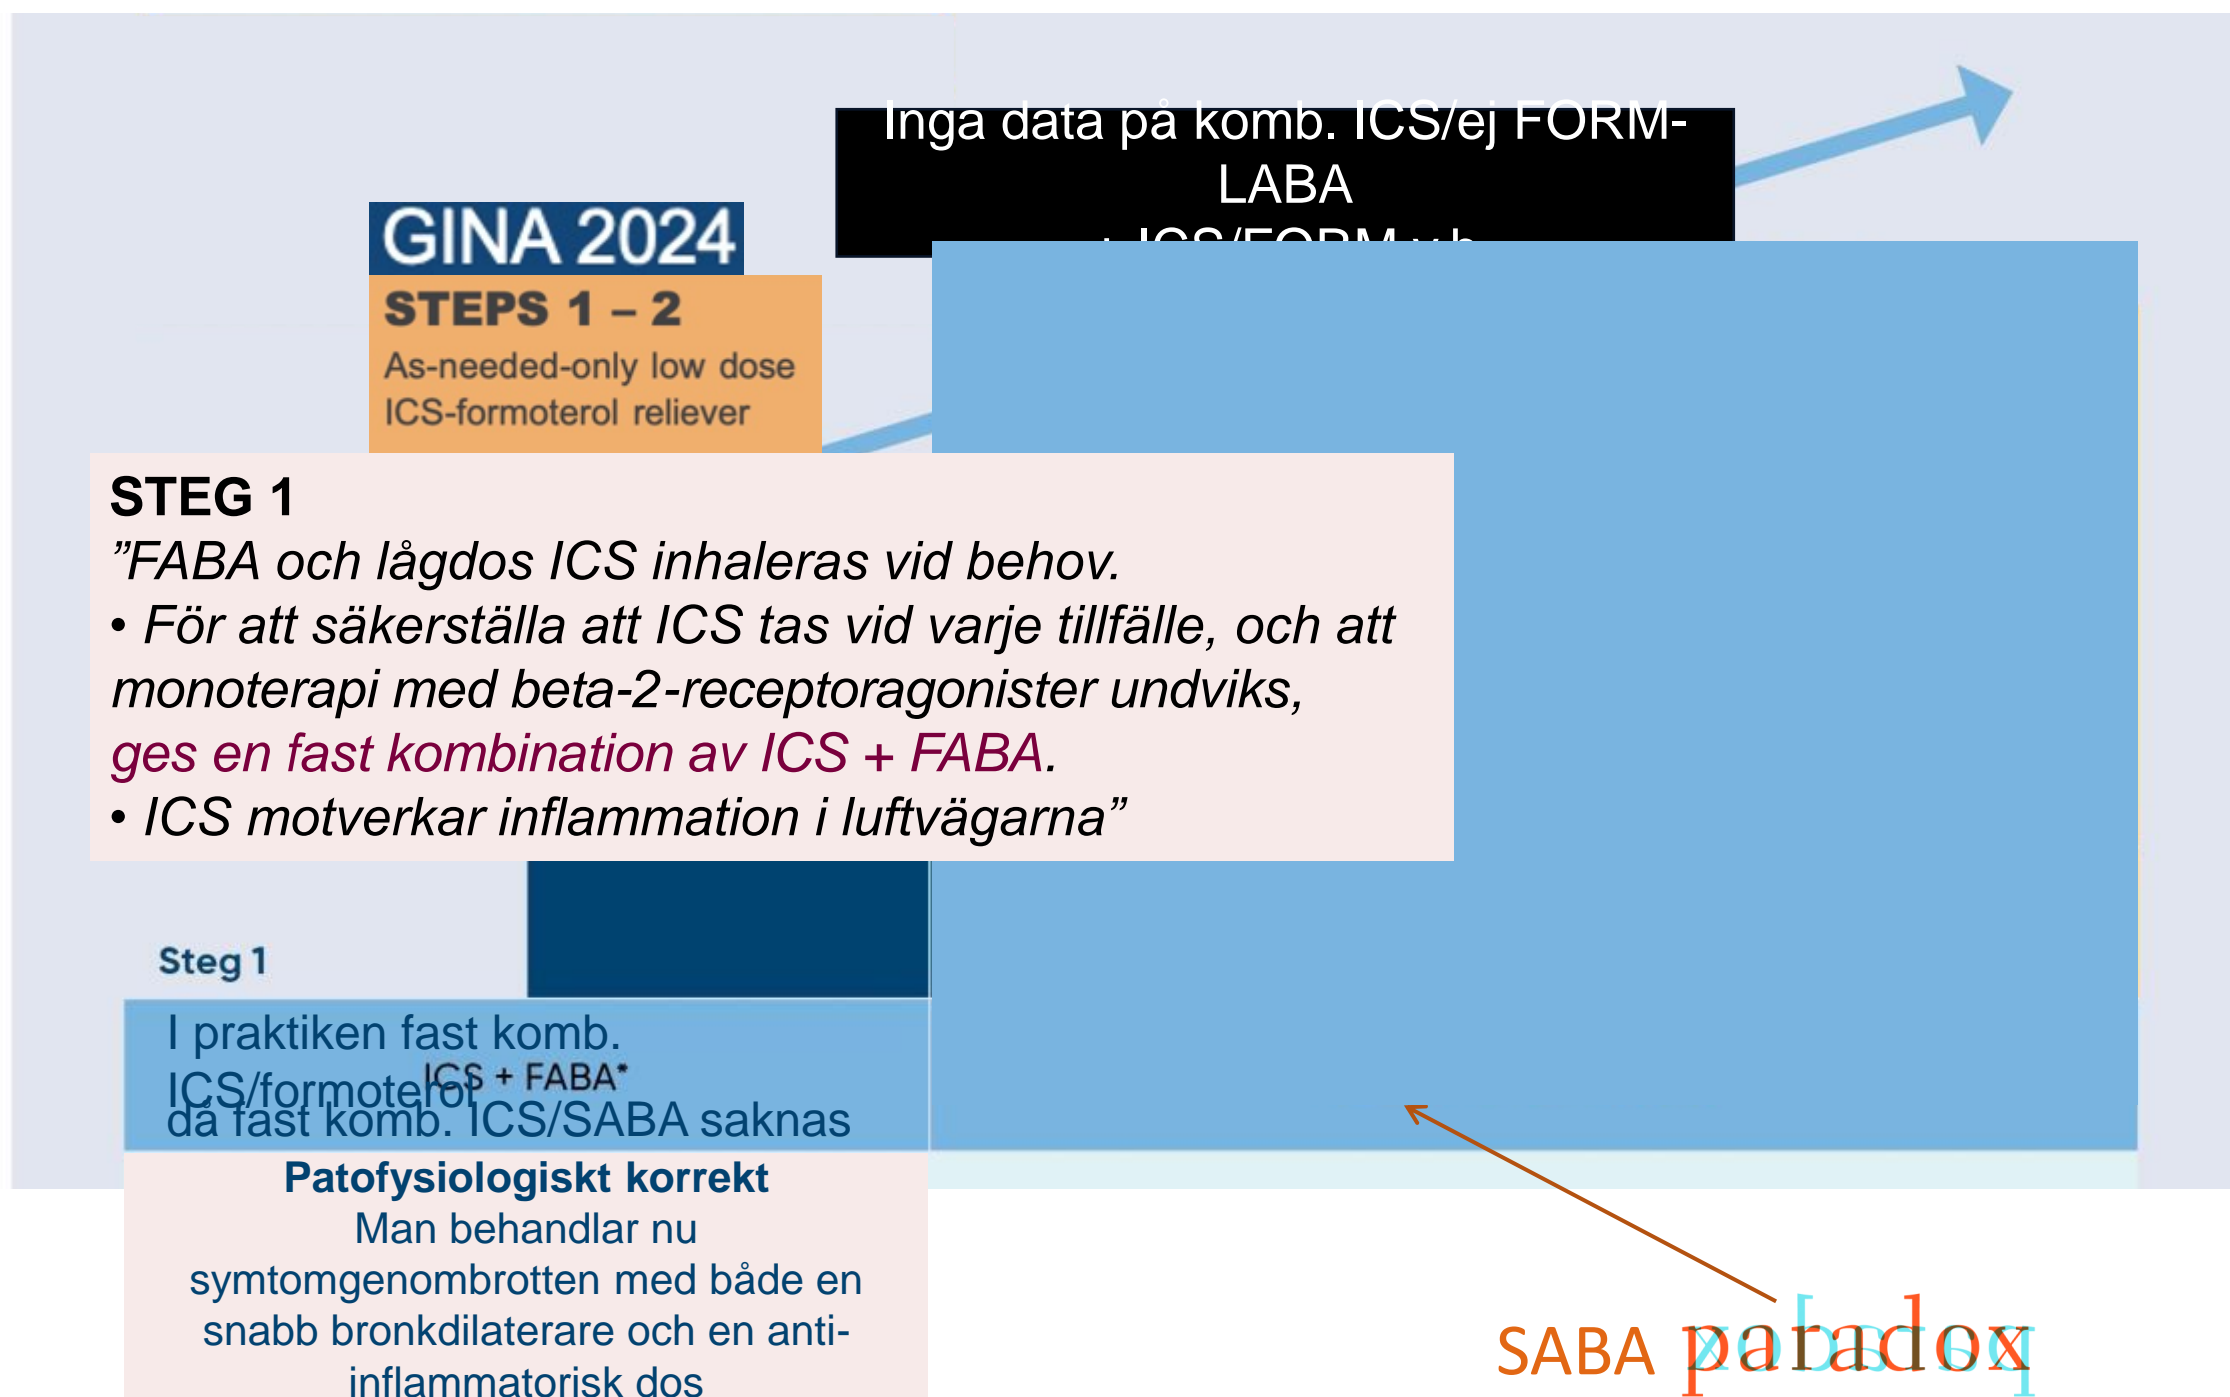 Inga data på komb. ICS/ej FORM-
LABA
+ ICS/FORM v.b.
GINA 2024
STEPS 1 – 2
As-needed-only low dose
ICS-formoterol reliever
STEG 1
”FABA och lågdos ICS inhaleras vid behov.
• För att säkerställa att ICS tas vid varje tillfälle, och att
monoterapi med beta-2-receptoragonister undviks,
ges en fast kombination av ICS + FABA.
• ICS motverkar inflammation i luftvägarna”
Steg 1
I praktiken fast komb.
ICS/formoterol
ICS + FABA*
då fast komb. ICS/SABA saknas
Patofysiologiskt korrekt
Man behandlar nu
symtomgenombrotten med både en
snabb bronkdilaterare och en anti-
inflammatorisk dos
SABA paradox